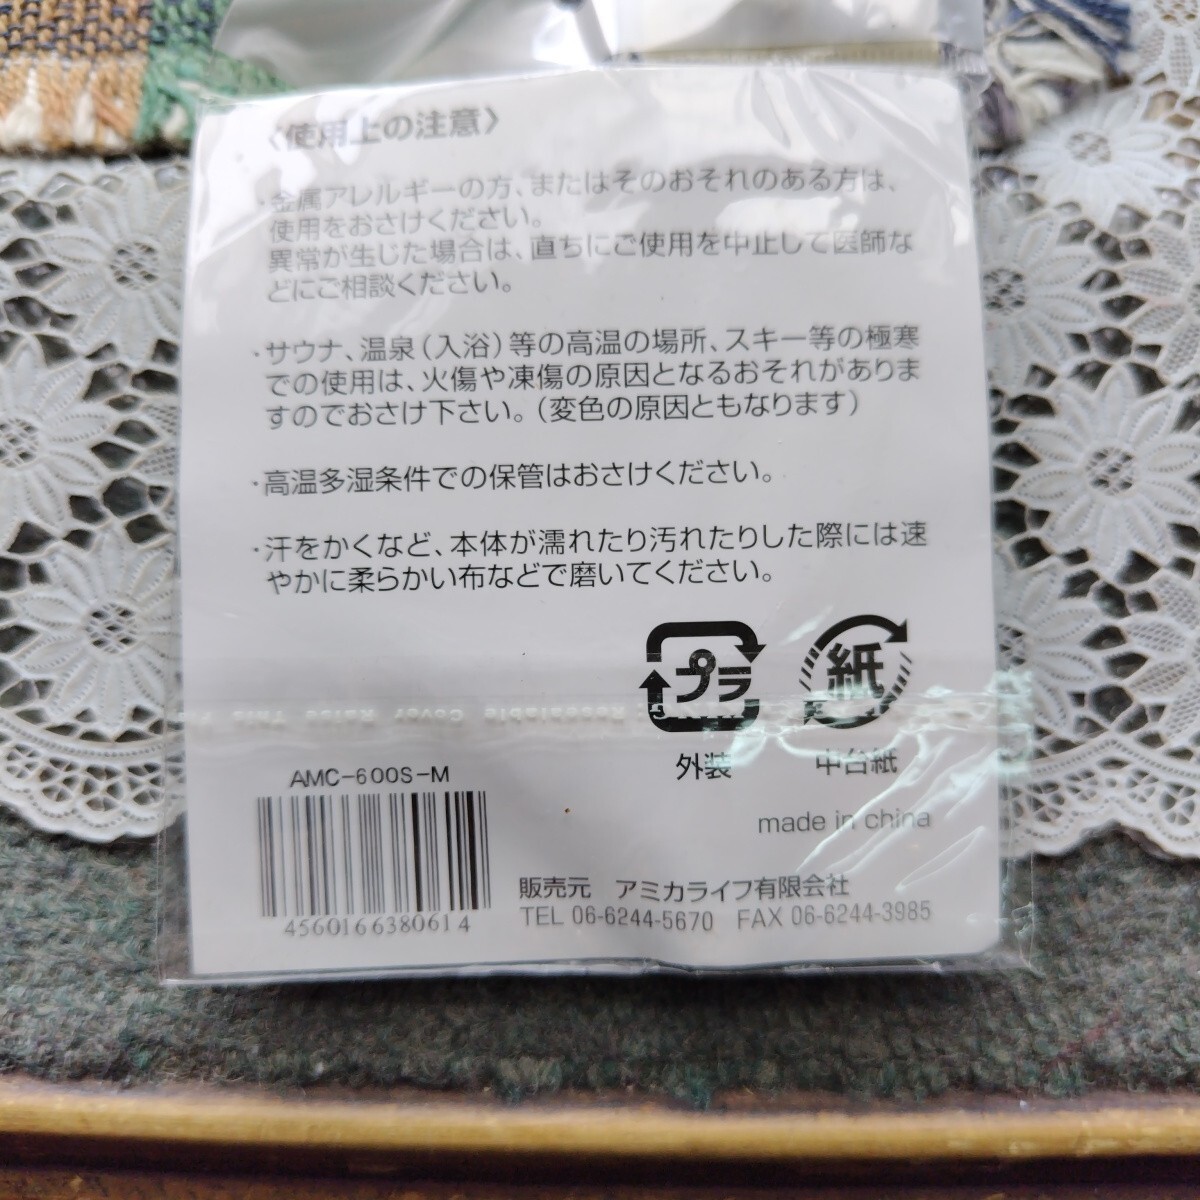 〈使用上の注意〉
・金属アレルギーの方、またはそのおそれのある方は、
使用をおさけください。
異常が生じた場合は、直ちにご使用を中止して医師な
どにご相談ください。
・サウナ、温泉(入浴)等の高温の場所、スキー等の極寒
での使用は、火傷や凍傷の原因となるおそれがありま
すのでおさけ下さい。(変色の原因ともなります)
・高温多湿条件での保管はおさけください。
・汗をかくなど、本体が濡れたり汚れたりした際には速
やかに柔らかい布などで磨いてください。
プラ
紙
外装
中台紙
AMC-600S-M
4560166380614
made in china
販売元 アミカライフ有限会社
TEL 06-6244-5670 FAX 06-6244-3985